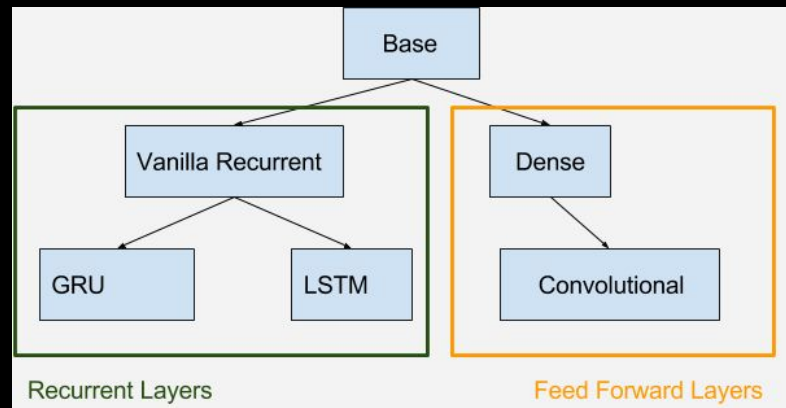 Base
Vanilla Recurrent
Dense
GRU
LSTM
Convolutional
Recurrent Layers
Feed Forward Layers